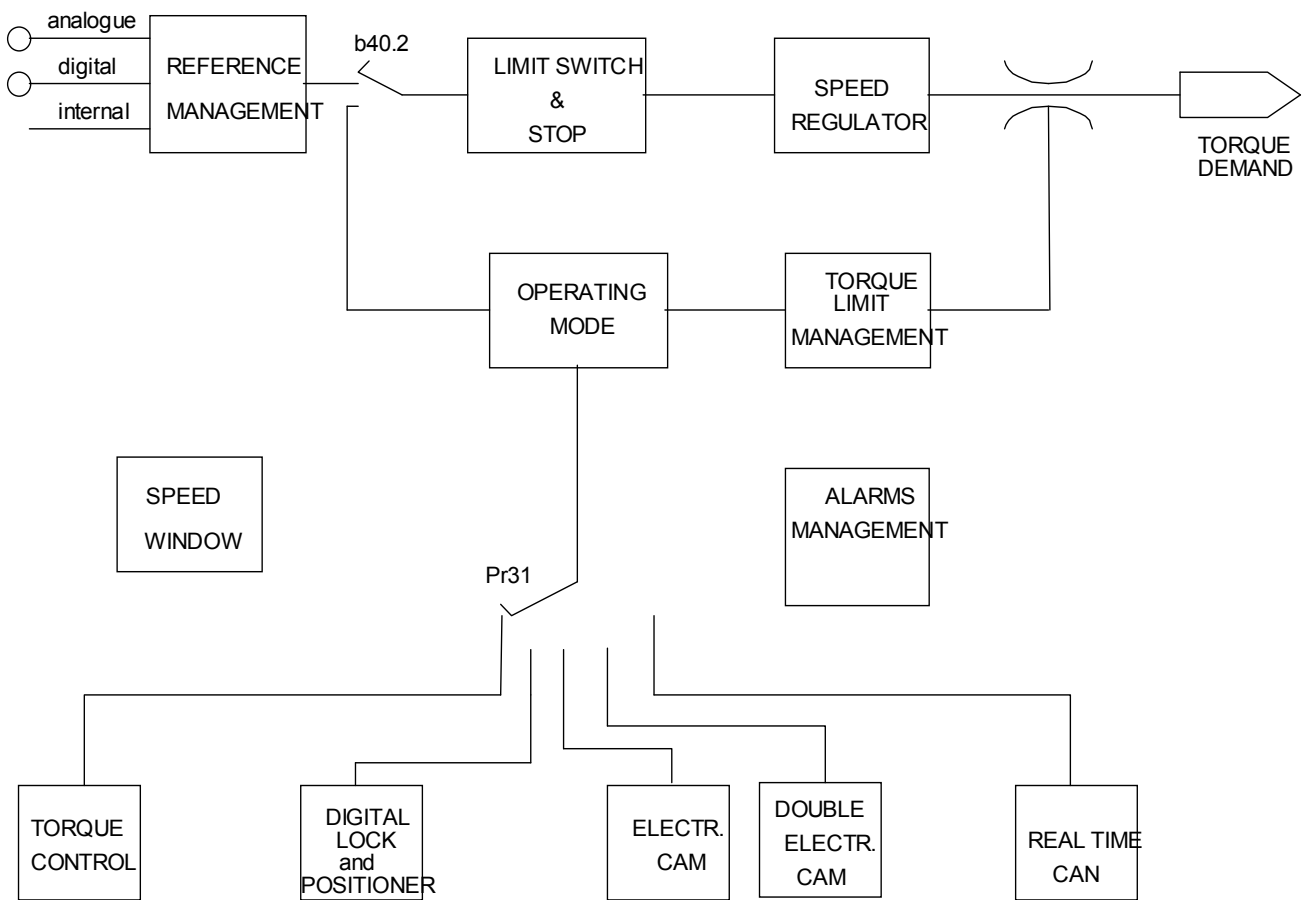 analogue
digital
internal
REFERENCE
MANAGEMENT
b40.2
LIMIT SWITCH
&
STOP
SPEED
REGULATOR
TORQUE
DEMAND
OPERATING
MODE
TORQUE
LIMIT
MANAGEMENT
SPEED
WINDOW
ALARMS
MANAGEMENT
Pr31
TORQUE
CONTROL
DIGITAL
LOCK
and
POSITIONER
ELECTR.
CAM
DOUBLE
ELECTR.
CAM
REAL TIME
CAN